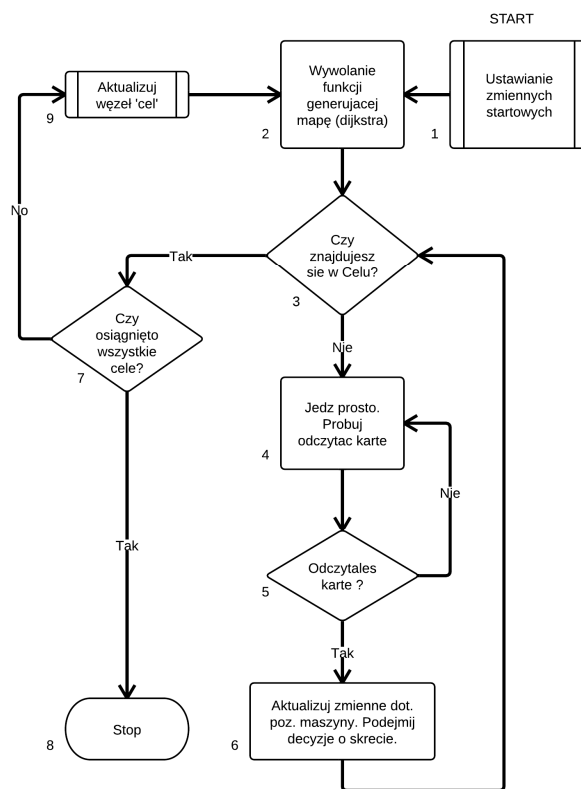 START
Aktualizuj
węzeł 'cel'
9
Wywolanie
funkcji
generujacej
mapę (dijkstra)
2
Ustawianie
zmiennych
startowych
1
No
Czy
znajdujesz
sie w Celu?
3
Tak
Czy
osiągnięto
wszystkie
cele?
7
Nie
Jedz prosto.
Probuj
odczytac karte
4
Nie
Tak
Odczytales
karte ?
5
Tak
Aktualizuj zmienne dot.
poz. maszyny. Podejmij
decyzje o skrecie.
6
Stop
8